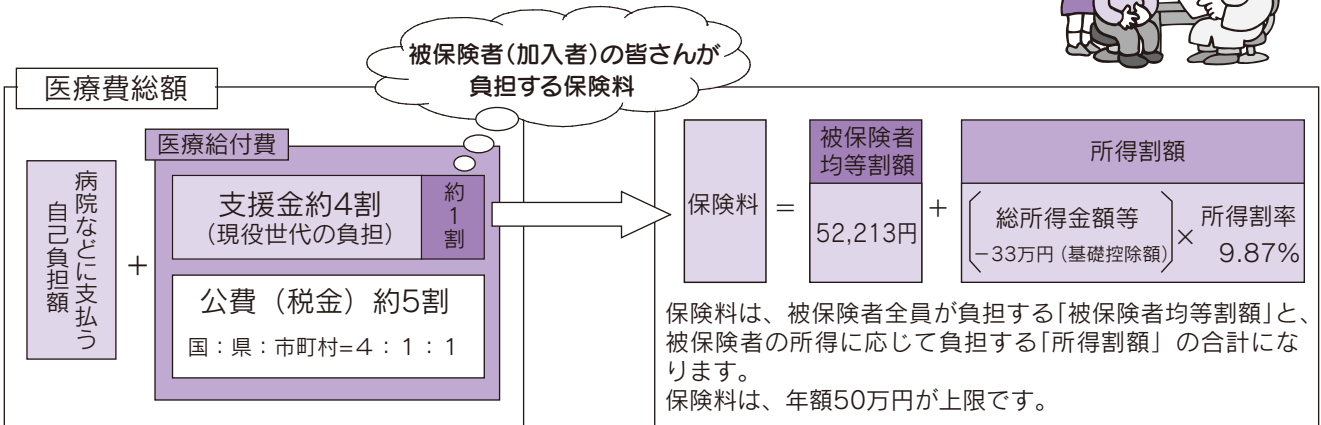 被保険者(加入者)の皆さんが
負担する保険料
医療費総額
病院などに支払う
自己負担額
+
医療給付費
支援金約4割
(現役世代の負担)
約1割
公費(税金)約5割
国:県:市町村=4:1:1
保険料
=
被保険者
均等割額
52,213円
+
所得割額
総所得金額等
-33万円(基礎控除額)
×
所得割率
9.87%
保険料は、被保険者全員が負担する「被保険者均等割額」と、
被保険者の所得に応じて負担する「所得割額」の合計にな
ります。
保険料は、年額50万円が上限です。